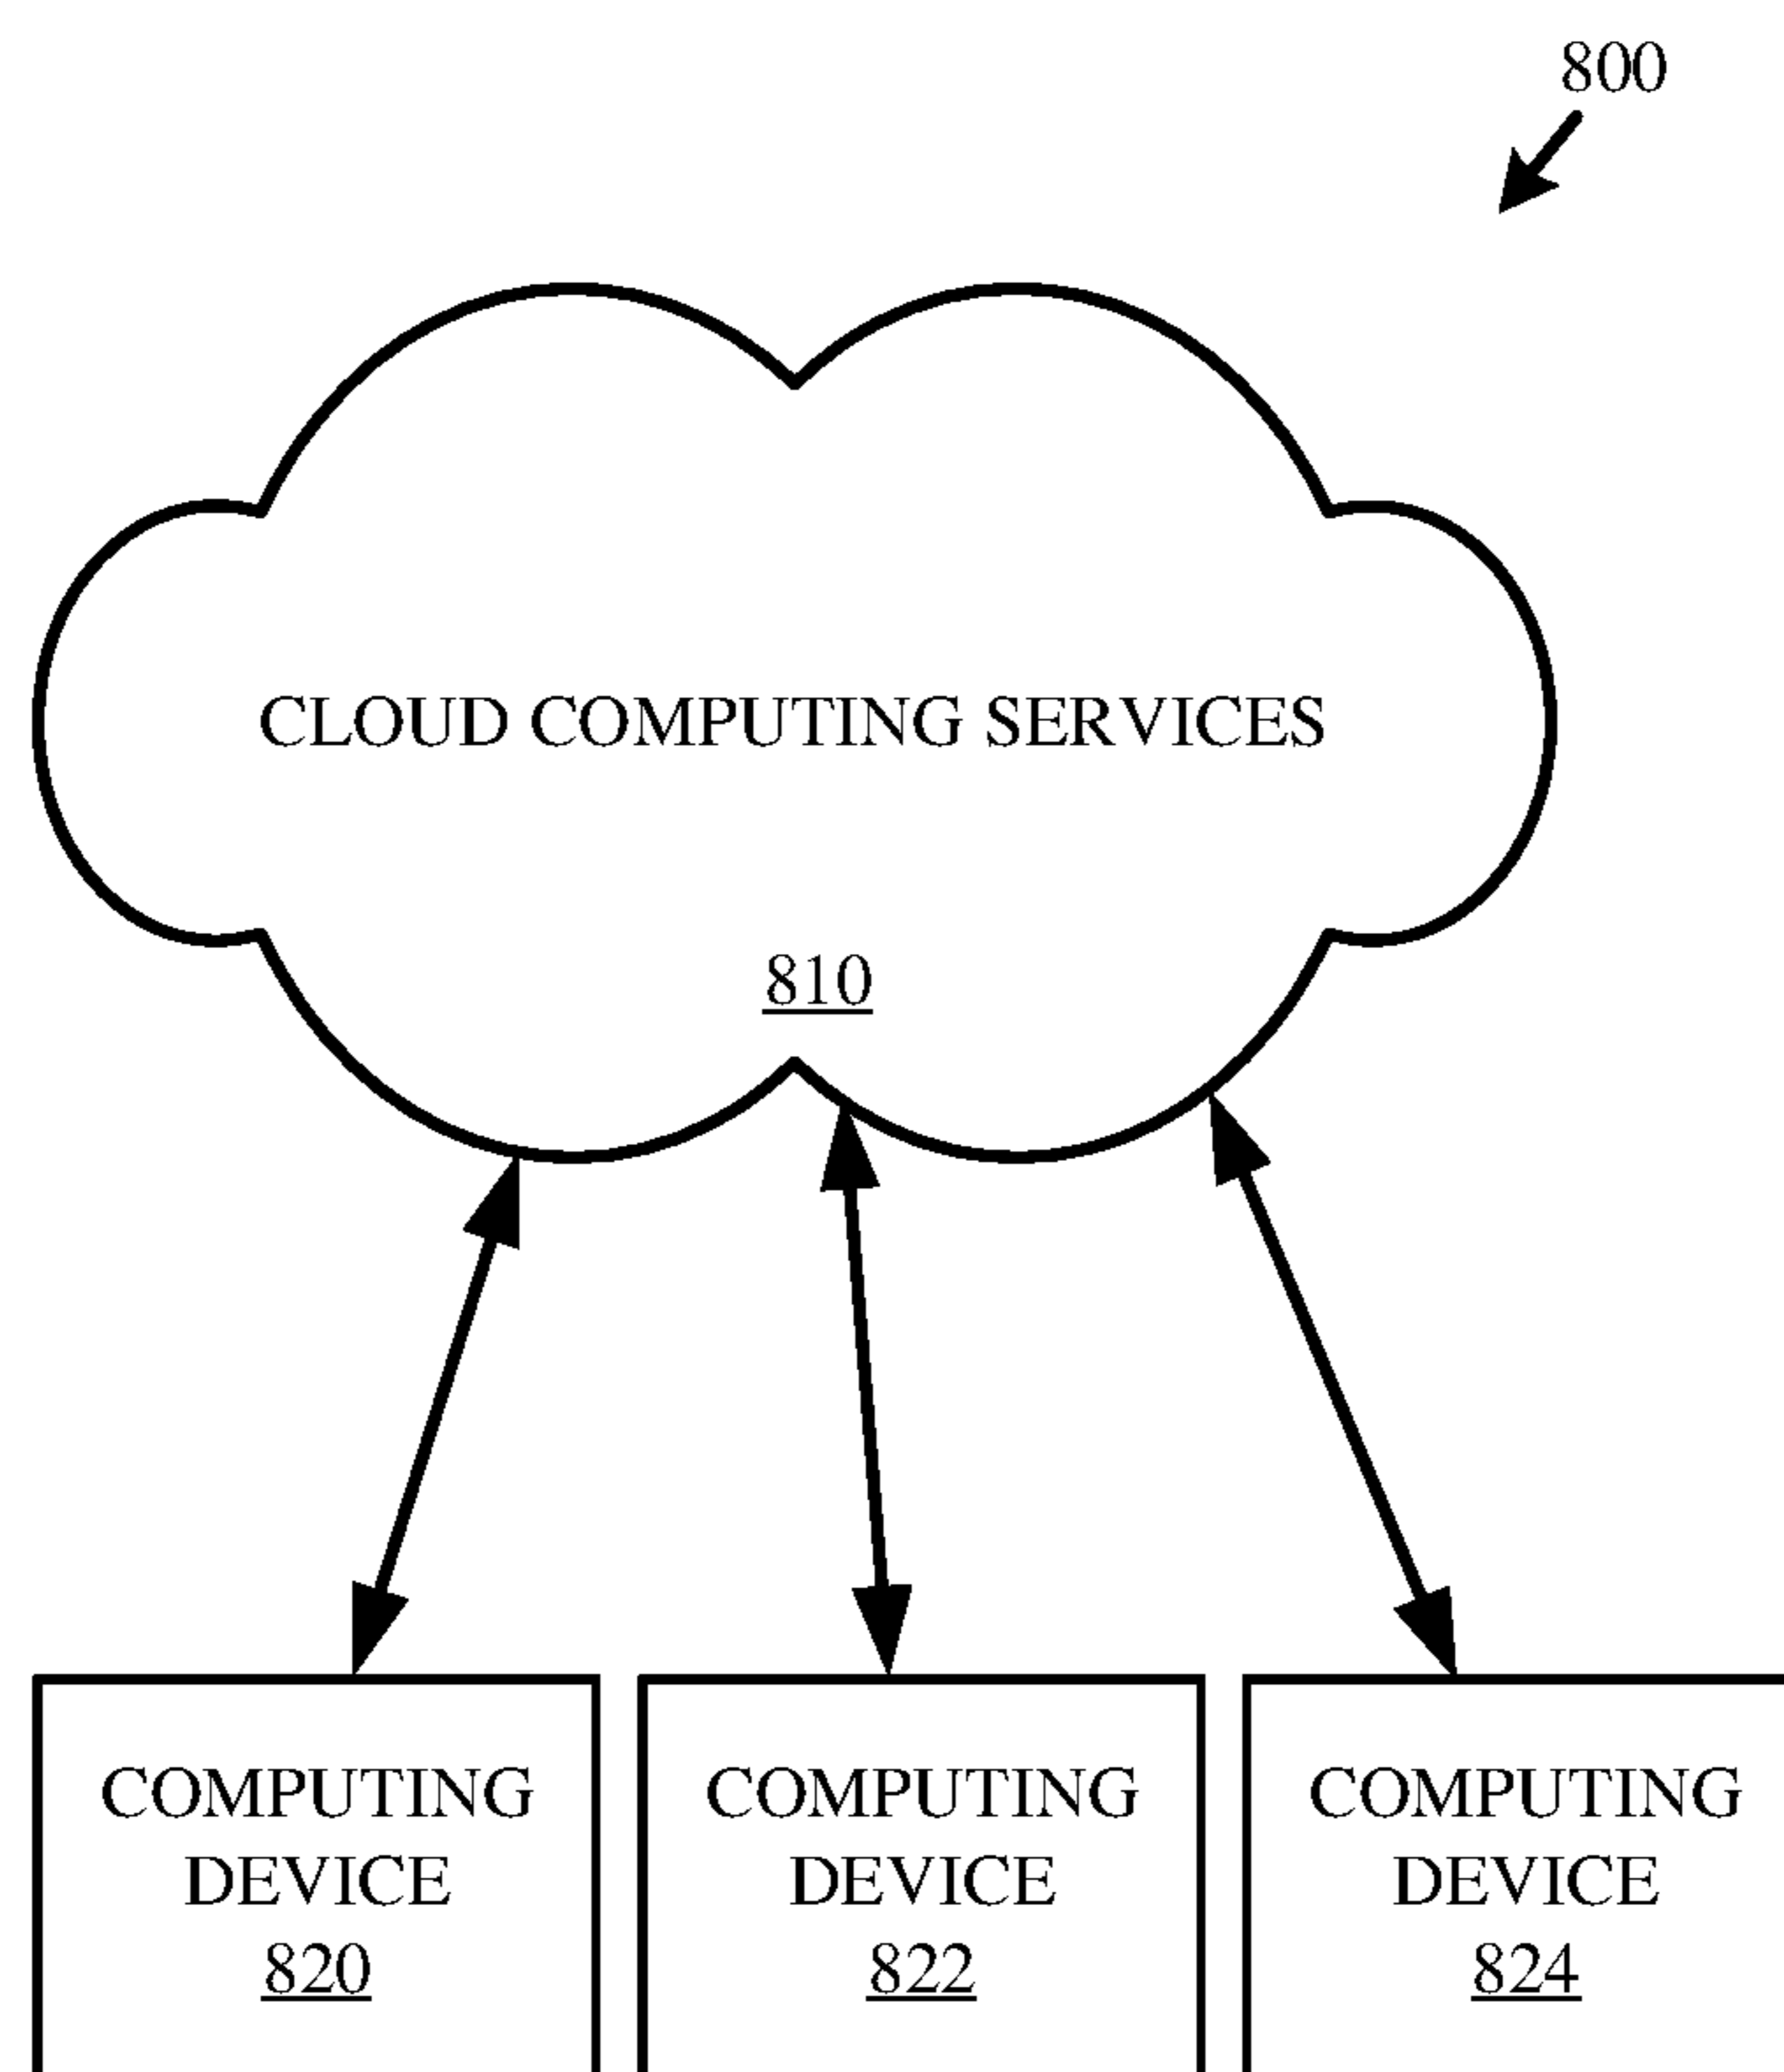 800
CLOUD COMPUTING SERVICES
810
COMPUTING
DEVICE
820
COMPUTING
DEVICE
822
COMPUTING
DEVICE
824